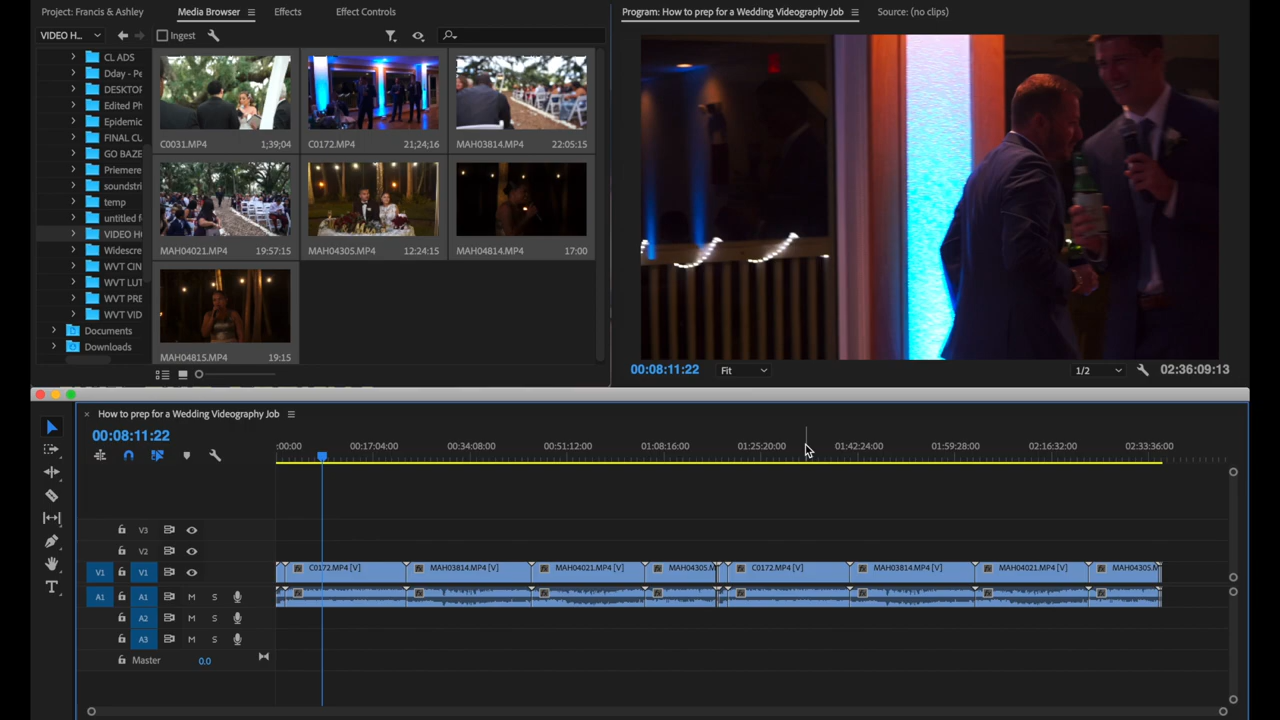 Project: Francis & Ashley
Media Browser
Effects
Effect Controls
VIDEO H...
Ingest
CL ADS
Dday - Pe
DESKTOP
Edited Ph
Epidemic
FINAL CU
GO BAZE
Priemere
soundstri
temp
untitled f
VIDEO HO
Widescre
WVT CIN
WVT LUT
WVT PRE
WVT VID
Documents
Downloads
C0031.MP4 1;39;04
C0172.MP4 21;24;16
MAH03814.MP4 22:05:15
MAH04021.MP4 19:57:15
MAH04305.MP4 12:24:15
MAH04814.MP4 17:00
MAH04815.MP4 19:15
Program: How to prep for a Wedding Videography Job
Source: (no clips)
00:08:11:22
Fit
1/2
02:36:09:13
How to prep for a Wedding Videography Job
00:08:11:22
:00:00 00:17:04:00 00:34:08:00 00:51:12:00 01:08:16:00 01:25:20:00 01:42:24:00 01:59:28:00 02:16:32:00 02:33:36:00
V3
V2
V1 V1 C0172.MP4 [V] MAH03814.MP4 [V] MAH04021.MP4 [V] MAH04305.M C0172.MP4 [V] MAH03814.MP4 [V] MAH04021.MP4 [V] MAH04305.M
A1 A1 M S
A2 M S
A3 M S
Master 0.0
T